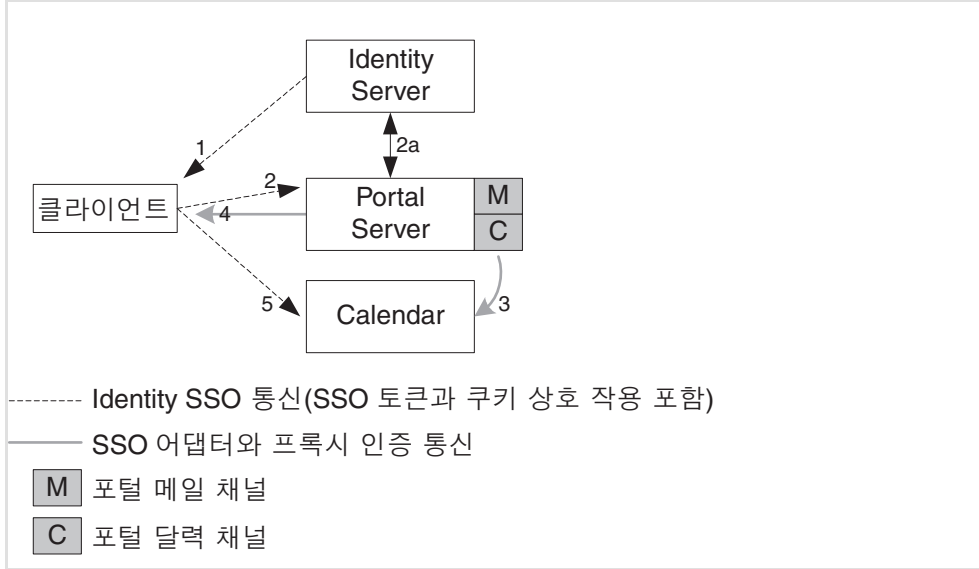 Identity
Server
1
2a
2
클라이언트
Portal
Server
M
4
C
5
Calendar
3
Identity SSO 통신(SSO 토큰과 쿠키 상호 작용 포함)
SSO 어댑터와 프록시 인증 통신
M 포털 메일 채널
C 포털 달력 채널